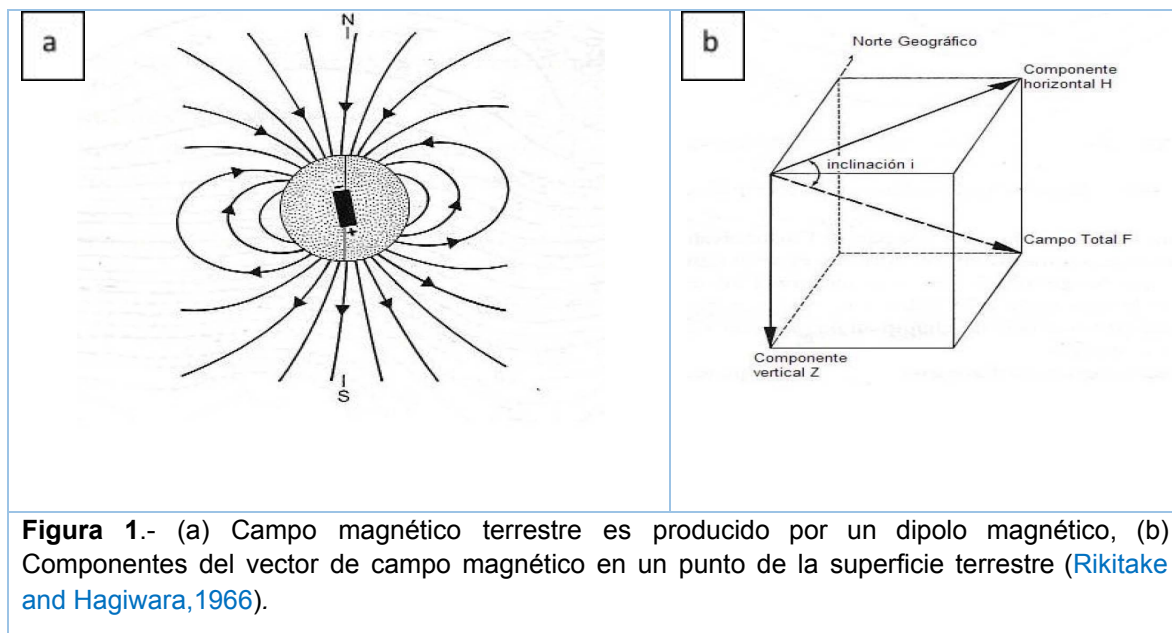 a
N
S
b
Norte Geográfico
Componente
horizontal H
inclinación i
Campo Total F
Componente
vertical Z
Figura 1.- (a) Campo magnético terrestre es producido por un dipolo magnético, (b)
Componentes del vector de campo magnético en un punto de la superficie terrestre (Rikitake
and Hagiwara,1966).